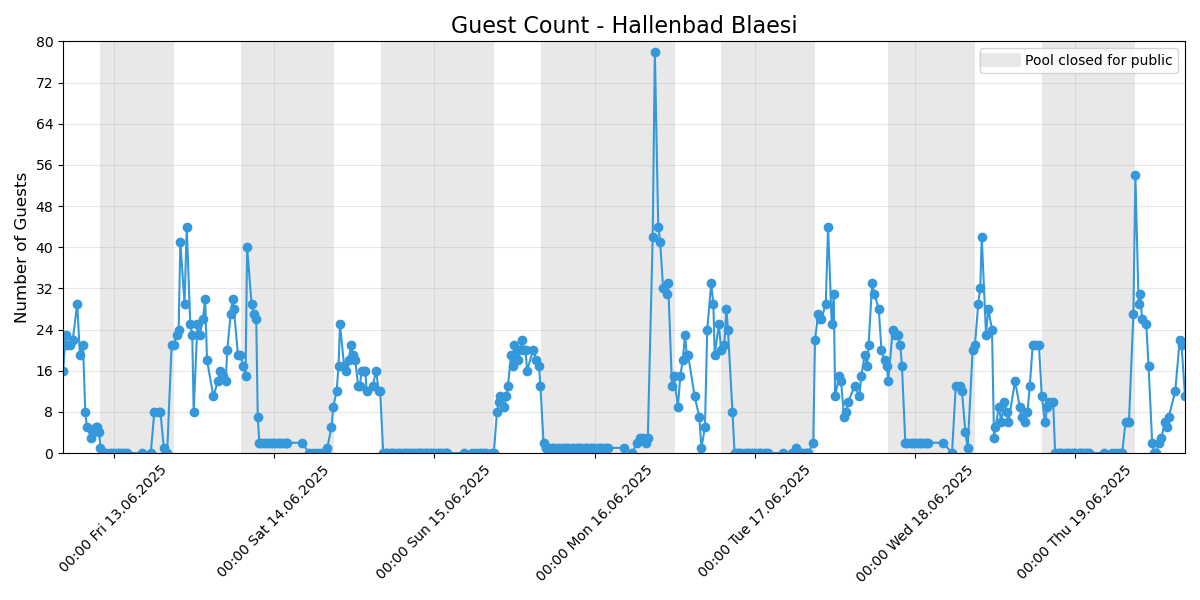 Guest Count - Hallenbad Blaesi
Pool closed for public
Number of Guests
80
72
64
56
48
40
32
24
16
8
0
00:00 Fri 13.06.2025
00:00 Sat 14.06.2025
00:00 Sun 15.06.2025
00:00 Mon 16.06.2025
00:00 Tue 17.06.2025
00:00 Wed 18.06.2025
00:00 Thu 19.06.2025